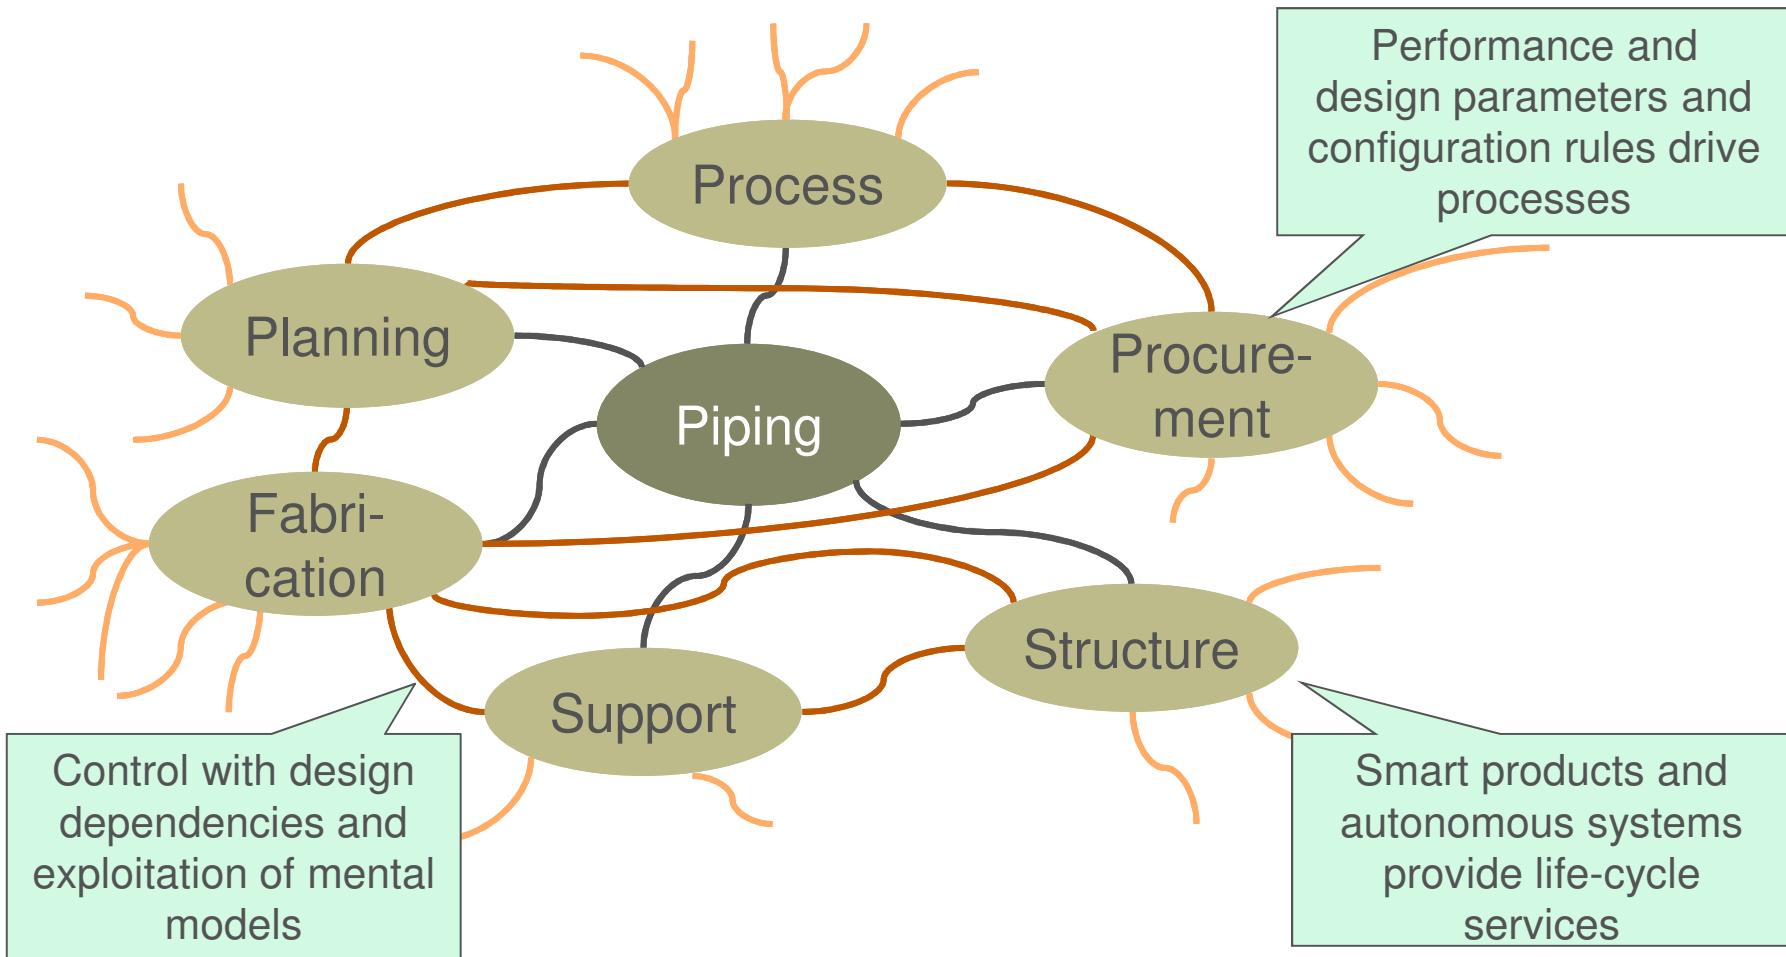 Performance and
design parameters and
configuration rules drive
processes
Process
Planning
Procure-
ment
Piping
Fabri-
cation
Structure
Support
Control with design
dependencies and
exploitation of mental
models
Smart products and
autonomous systems
provide life-cycle
services